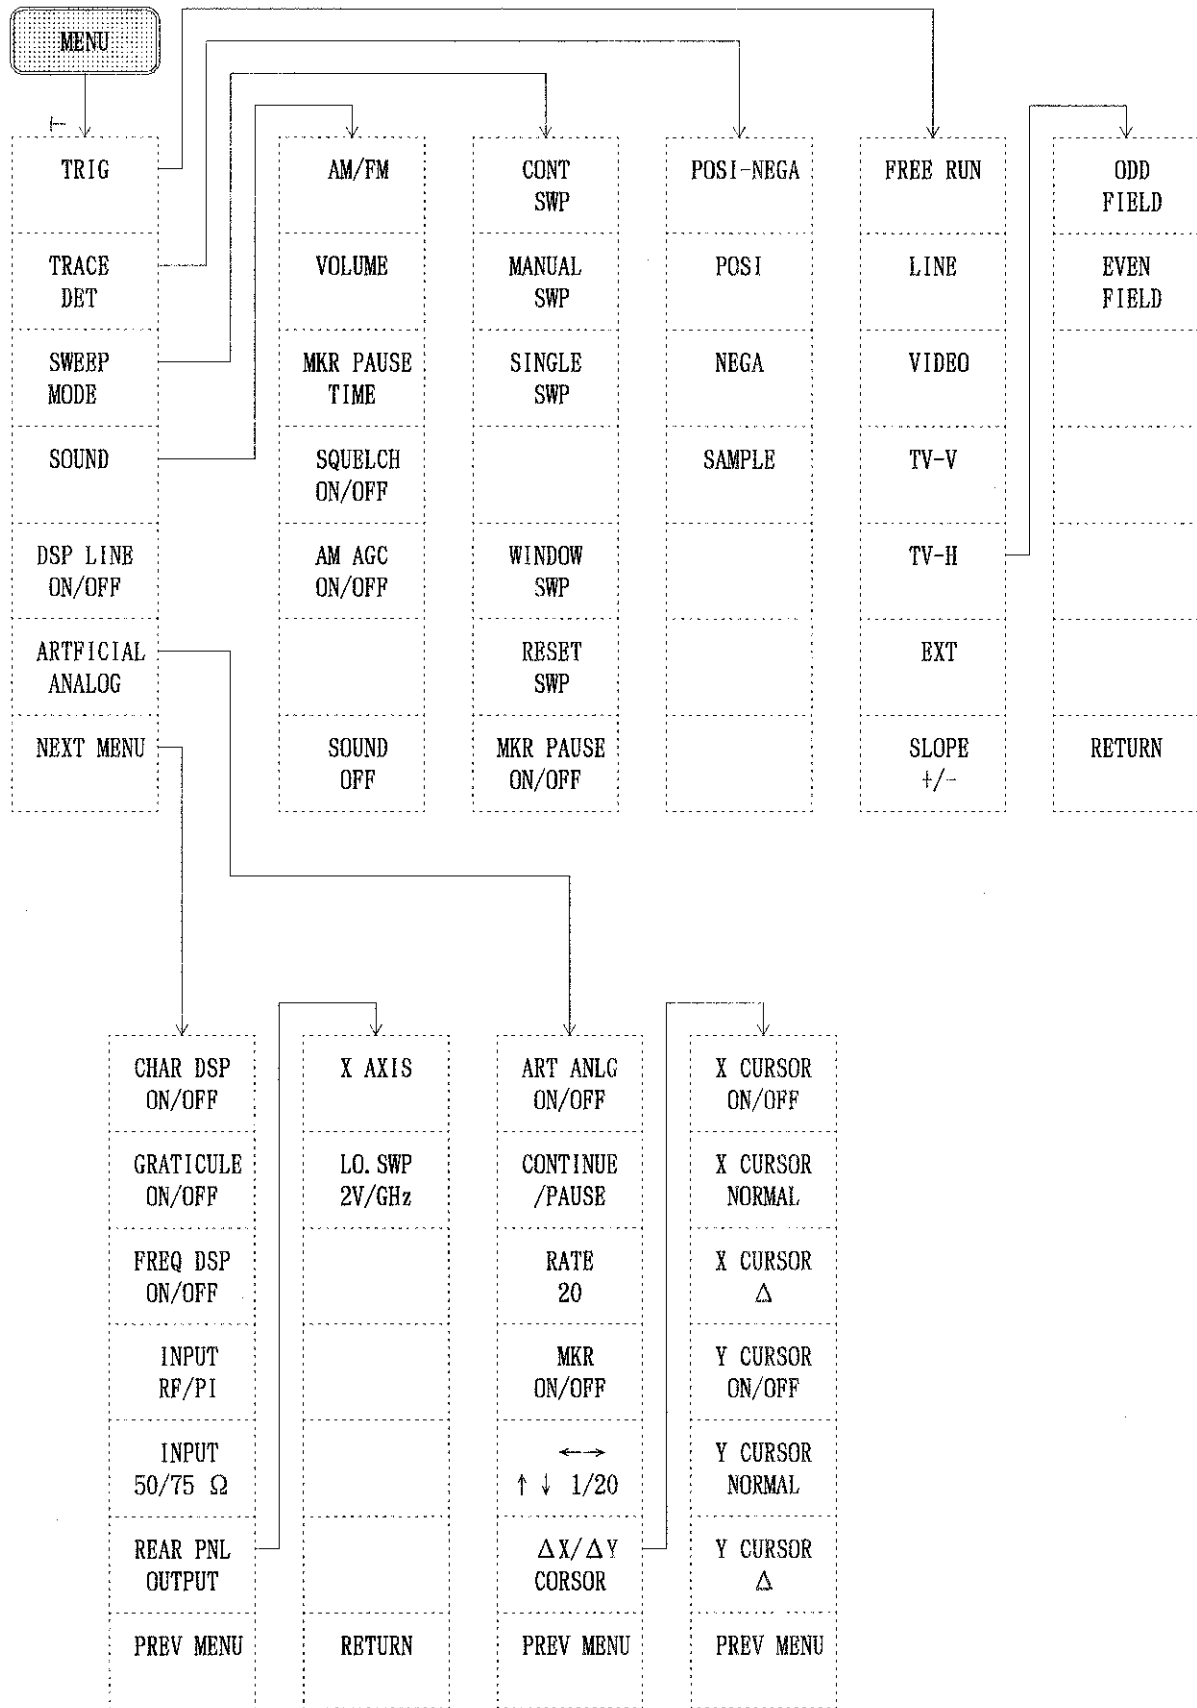 MENU
TRIG
TRACE
DET
SWEEP
MODE
SOUND
DSP LINE
ON/OFF
ARTFICIAL
ANALOG
NEXT MENU
AM/FM
VOLUME
MKR PAUSE
TIME
SQUELCH
ON/OFF
AM AGC
ON/OFF
SOUND
OFF
CONT
SWP
MANUAL
SWP
SINGLE
SWP
WINDOW
SWP
RESET
SWP
MKR PAUSE
ON/OFF
POSI-NEGA
POSI
NEGA
SAMPLE
FREE RUN
LINE
VIDEO
TV-V
TV-H
EXT
SLOPE
+/-
ODD
FIELD
EVEN
FIELD
RETURN
CHAR DSP
ON/OFF
GRATICULE
ON/OFF
FREQ DSP
ON/OFF
INPUT
RF/PI
INPUT
50/75 Ω
REAR PNL
OUTPUT
PREV MENU
X AXIS
LO. SWP
2V/GHz
RETURN
ART ANLG
ON/OFF
CONTINUE
/PAUSE
RATE
20
MKR
ON/OFF
←→
↑ ↓ 1/20
ΔX/ΔY
CORSOR
PREV MENU
X CURSOR
ON/OFF
X CURSOR
NORMAL
X CURSOR
Δ
Y CURSOR
ON/OFF
Y CURSOR
NORMAL
Y CURSOR
Δ
PREV MENU